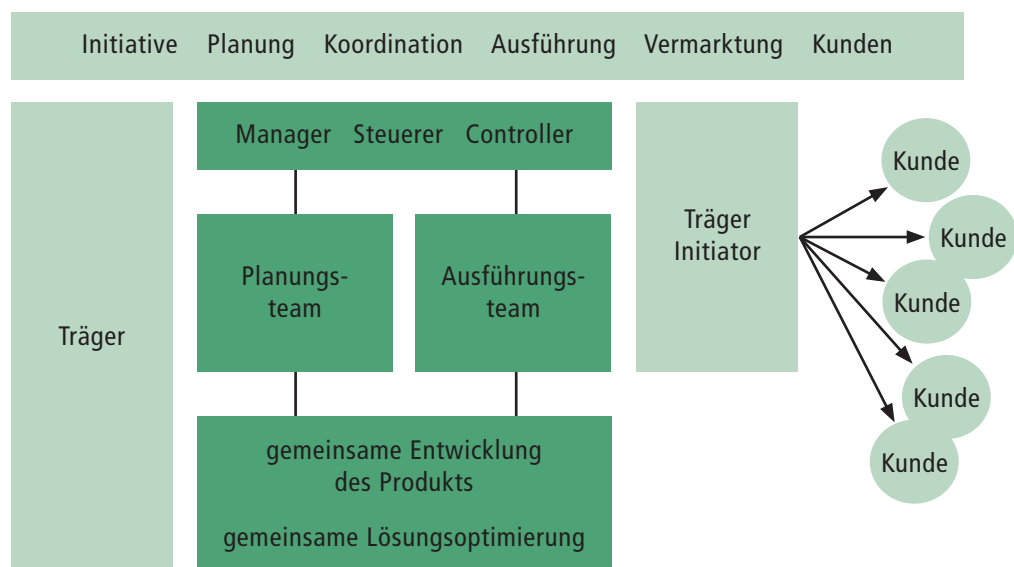 Initiative Planung Koordination Ausführung Vermarktung Kunden
Träger
Manager Steuerer Controller
Planungs-
team
Ausführungs-
team
gemeinsame Entwicklung
des Produkts
gemeinsame Lösungsoptimierung
Träger
Initiator
Kunde
Kunde
Kunde
Kunde
Kunde